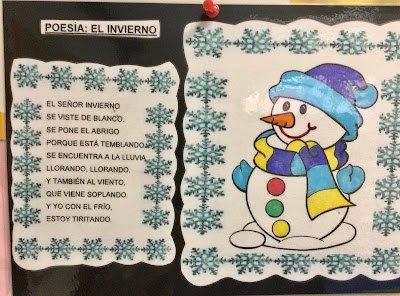 POESÍA: EL INVIERNO
EL SEÑOR INVIERNO
SE VISTE DE BLANCO.
SE PONE EL ABRIGO
PORQUE ESTÁ TEMBLANDO.
SE ENCUENTRA A LA LLUVIA
LLORANDO, LLORANDO.
Y TAMBIÉN AL VIENTO,
QUE VIENE SOPLANDO.
Y YO CON EL FRÍO,
ESTOY TIRITANDO.